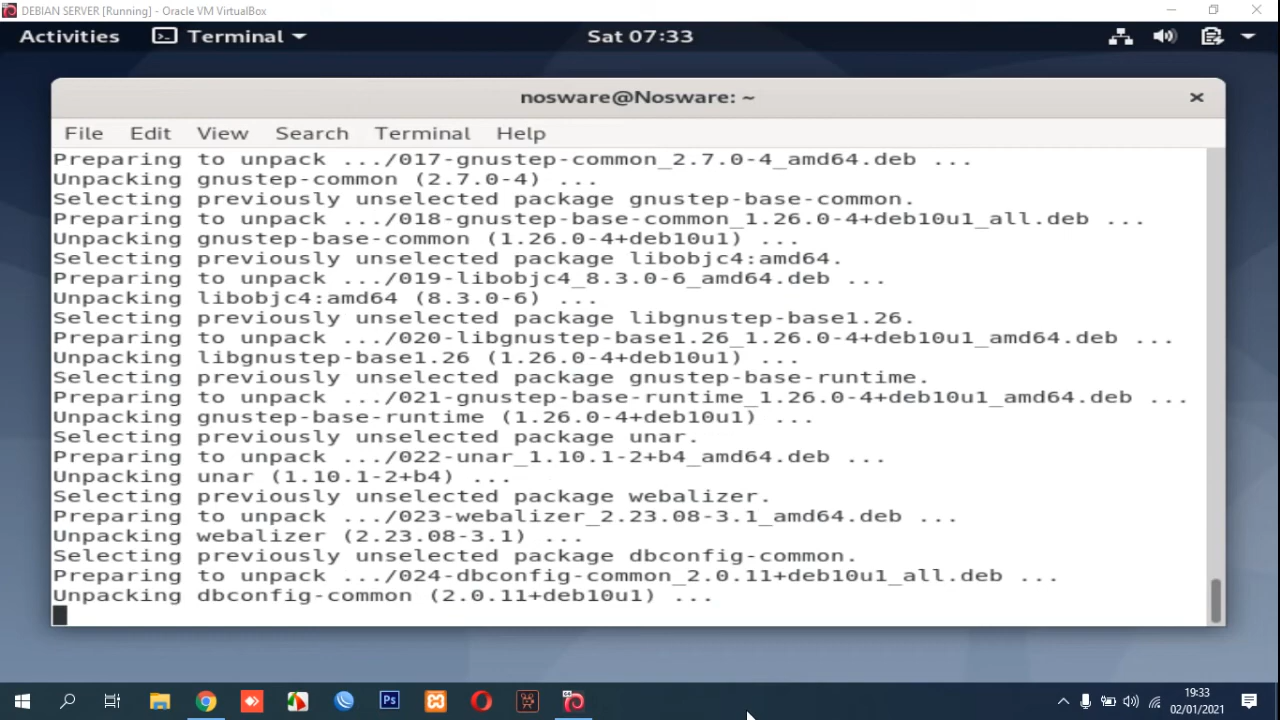 DEBIAN SERVER [Running] - Oracle VM VirtualBox
Activities Terminal Sat 07:33
nosware@Nosware: ~
File Edit View Search Terminal Help
Preparing to unpack .../017-gnustep-common_2.7.0-4_amd64.deb ...
Unpacking gnustep-common (2.7.0-4) ...
Selecting previously unselected package gnustep-base-common.
Preparing to unpack .../018-gnustep-base-common_1.26.0-4+deb10u1_all.deb ...
Unpacking gnustep-base-common (1.26.0-4+deb10u1) ...
Selecting previously unselected package libobjc4:amd64.
Preparing to unpack .../019-libobjc4_8.3.0-6_amd64.deb ...
Unpacking libobjc4:amd64 (8.3.0-6) ...
Selecting previously unselected package libgnustep-base1.26.
Preparing to unpack .../020-libgnustep-base1.26_1.26.0-4+deb10u1_amd64.deb ...
Unpacking libgnustep-base1.26 (1.26.0-4+deb10u1) ...
Selecting previously unselected package gnustep-base-runtime.
Preparing to unpack .../021-gnustep-base-runtime_1.26.0-4+deb10u1_amd64.deb ...
Unpacking gnustep-base-runtime (1.26.0-4+deb10u1) ...
Selecting previously unselected package unar.
Preparing to unpack .../022-unar_1.10.1-2+b4_amd64.deb ...
Unpacking unar (1.10.1-2+b4) ...
Selecting previously unselected package webalizer.
Preparing to unpack .../023-webalizer_2.23.08-3.1_amd64.deb ...
Unpacking webalizer (2.23.08-3.1) ...
Selecting previously unselected package dbconfig-common.
Preparing to unpack .../024-dbconfig-common_2.0.11+deb10u1_all.deb ...
Unpacking dbconfig-common (2.0.11+deb10u1) ...
Ps
19:33
02/01/2021